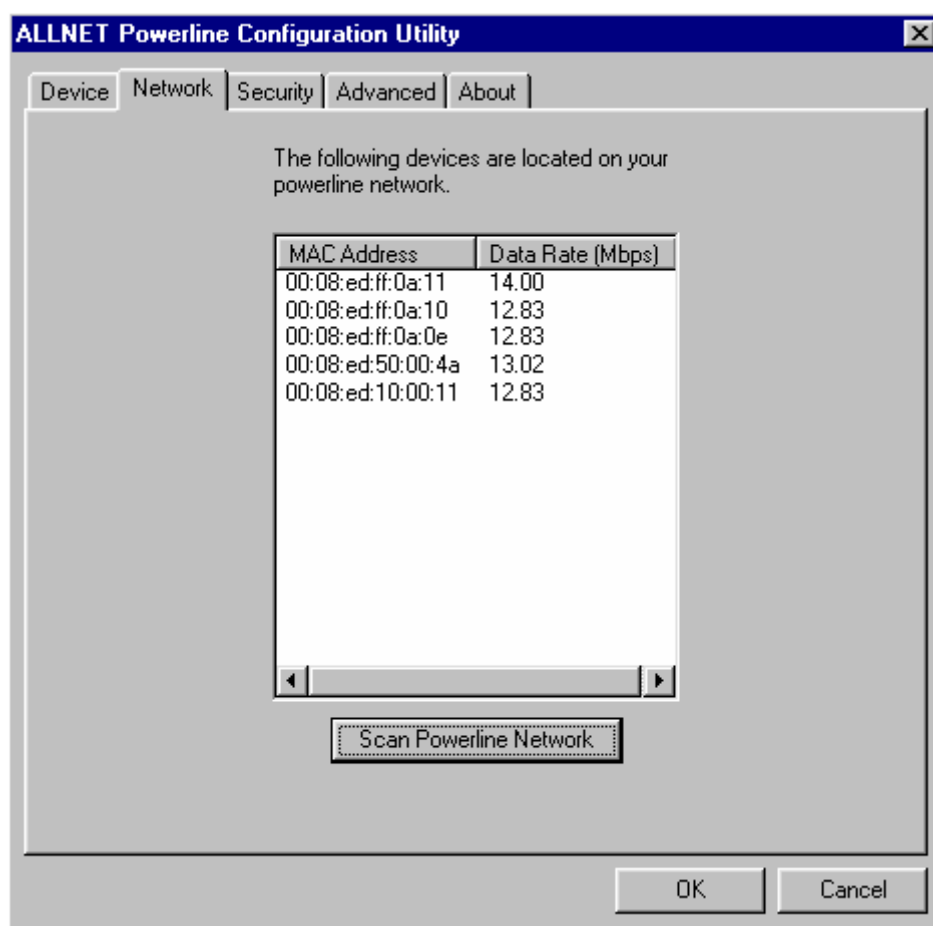 ALLNET Powerline Configuration Utility
Device Network Security Advanced About
The following devices are located on your
powerline network.
MAC Address Data Rate (Mbps)
00:08:ed:ff:0a:11 14.00
00:08:ed:ff:0a:10 12.83
00:08:ed:ff:0a:0e 12.83
00:08:ed:50:00:4a 13.02
00:08:ed:10:00:11 12.83
Scan Powerline Network
OK Cancel